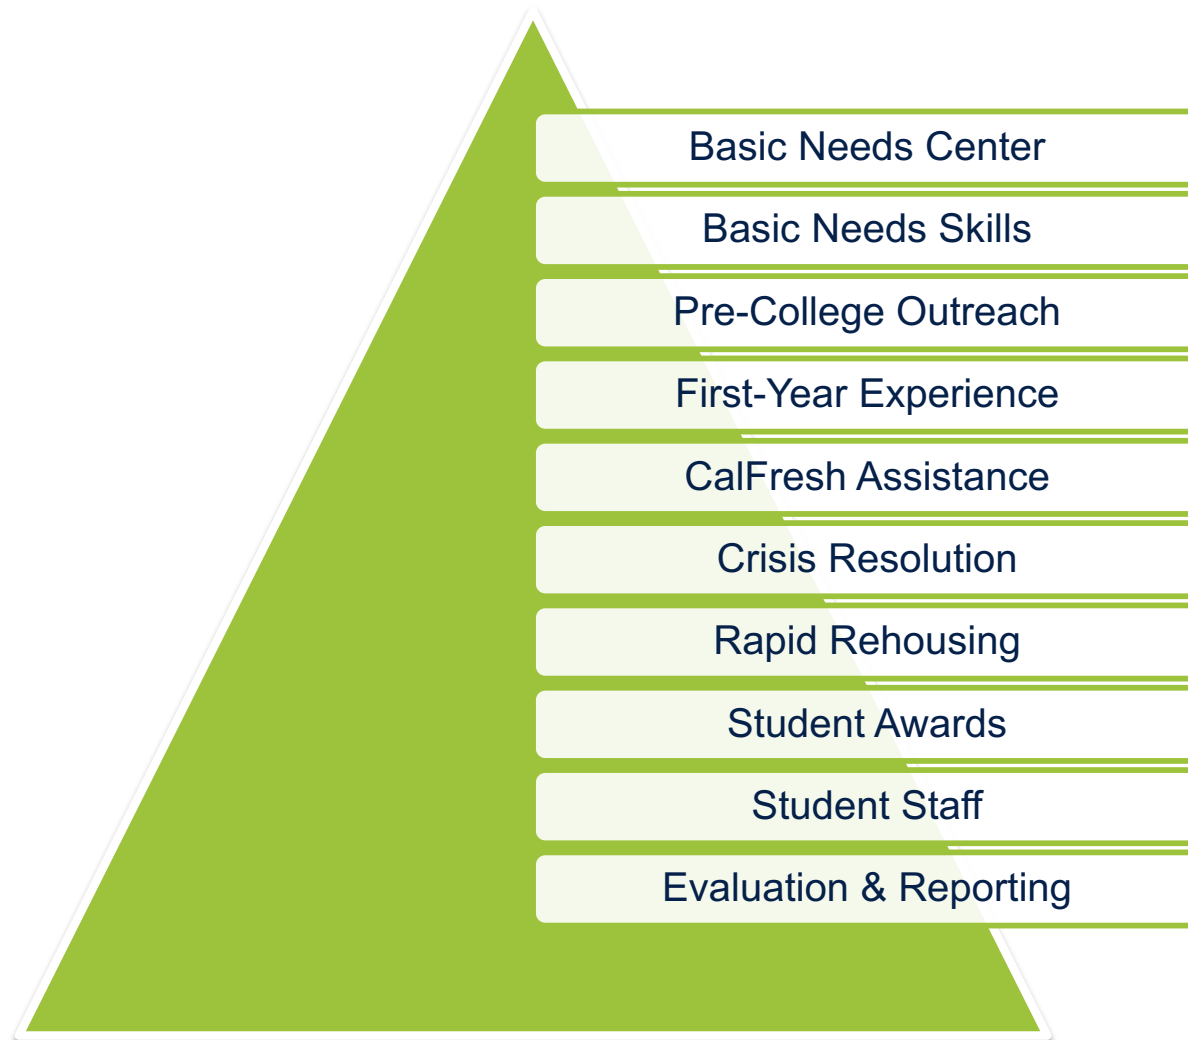 Basic Needs Center
Basic Needs Skills
Pre-College Outreach
First-Year Experience
CalFresh Assistance
Crisis Resolution
Rapid Rehousing
Student Awards
Student Staff
Evaluation & Reporting